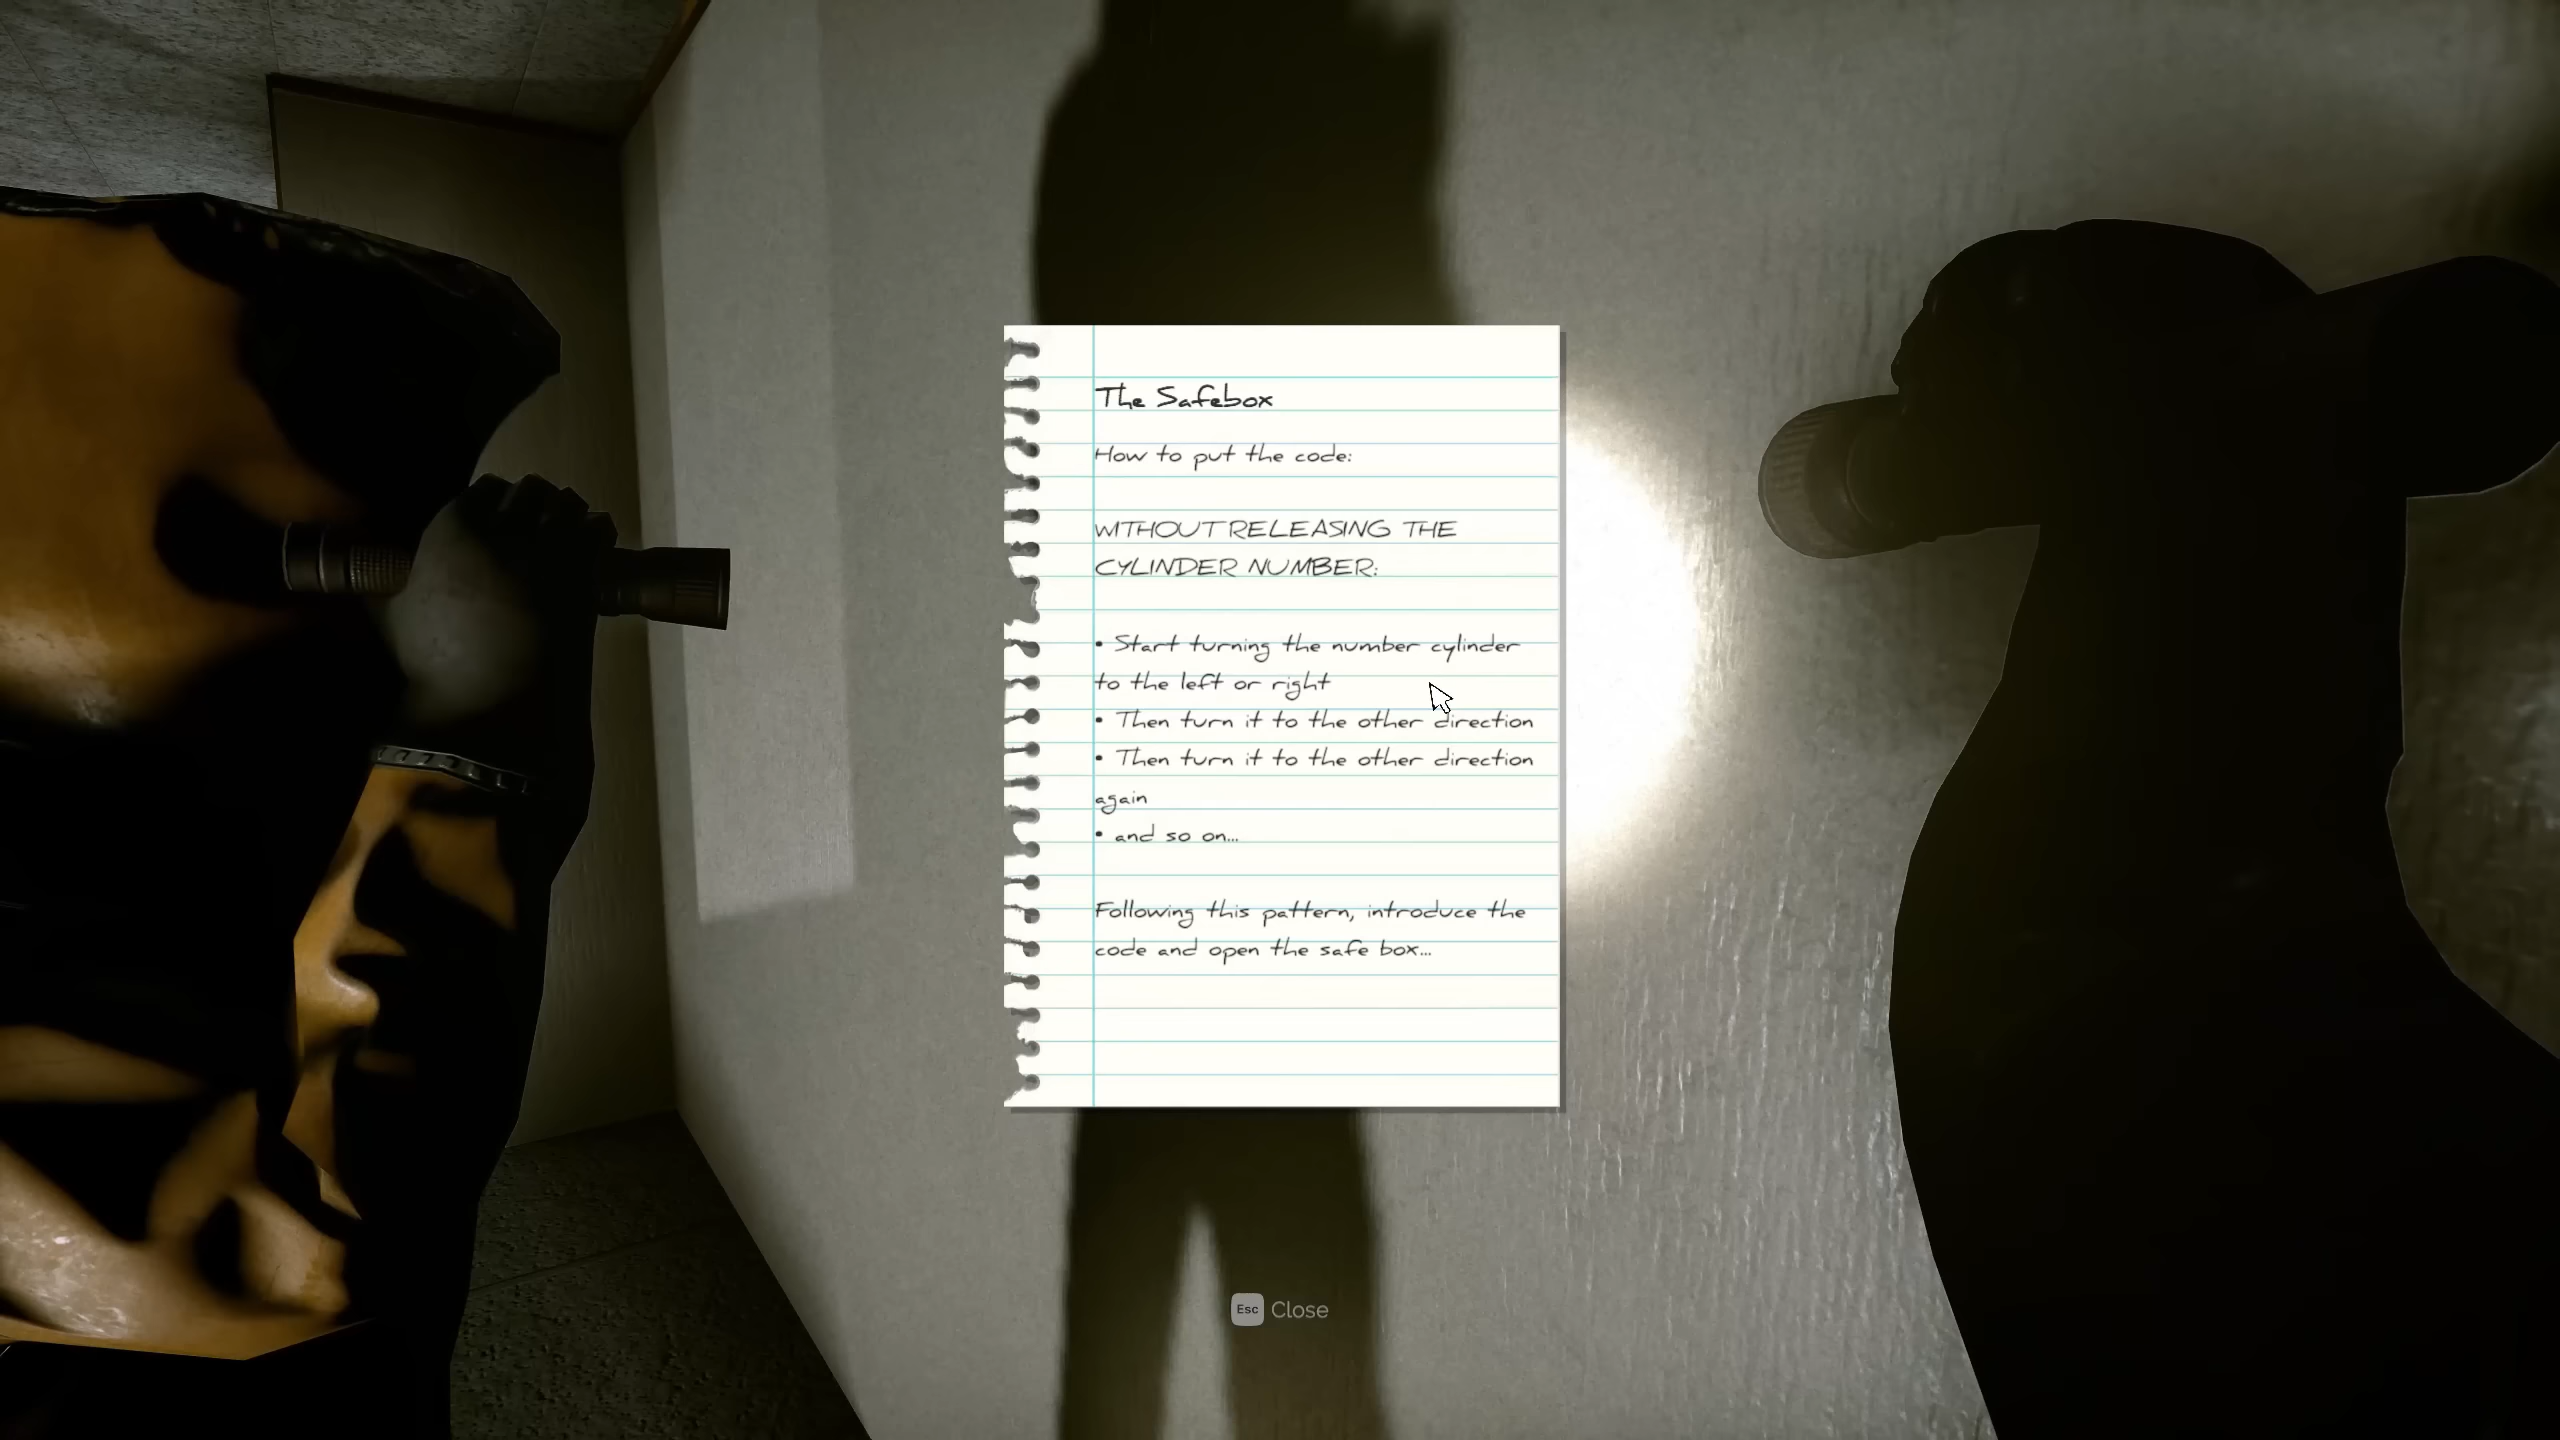 The Safebox
How to put the code:
WITHOUT RELEASING THE
CYLINDER NUMBER:
• Start turning the number cylinder
to the left or right
• Then turn it to the other direction
• Then turn it to the other direction
again
• and so on...
Following this pattern, introduce the
code and open the safe box...
Esc Close